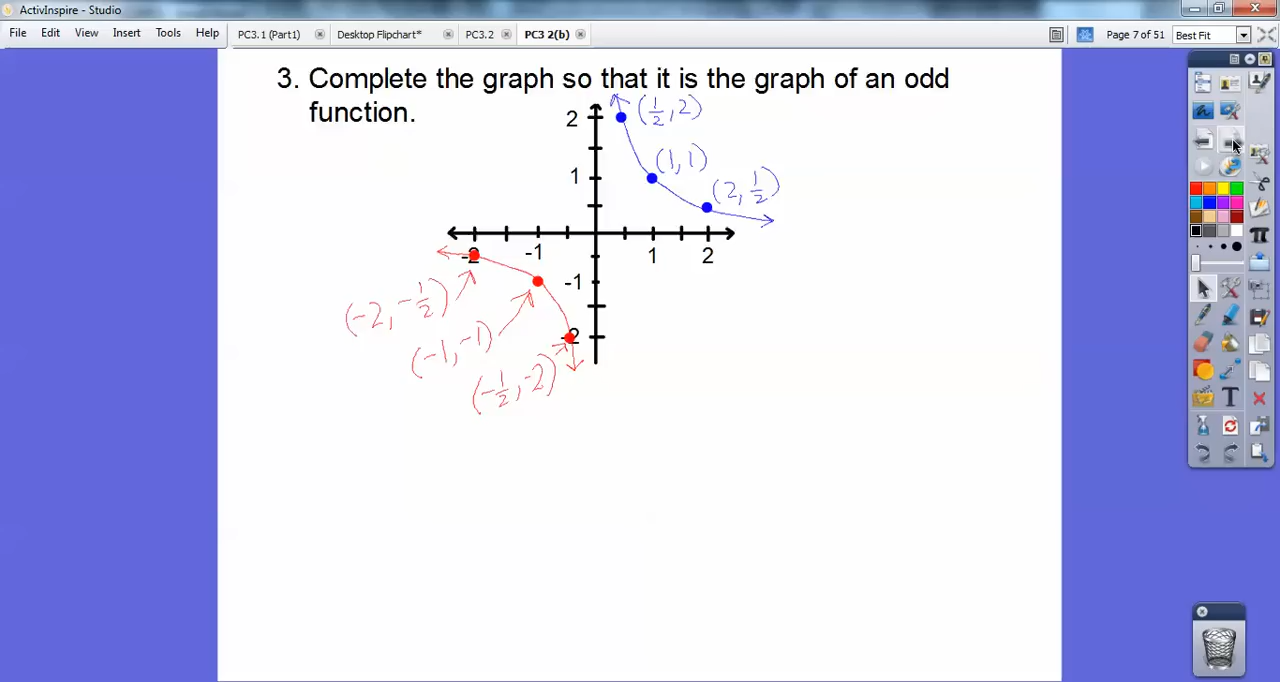 ActivInspire - Studio
File Edit View Insert Tools Help PC3.1 (Part1) Desktop Flipchart* PC3.2 PC3 2(b) Page 7 of 51 Best Fit
3. Complete the graph so that it is the graph of an odd
function.
2 (1/2, 2)
1 (1, 1)
(2, 1/2)
-2 -1 1 2
-1
(-2, -1/2)
-2
(-1, -1)
(-1/2, -2)
T